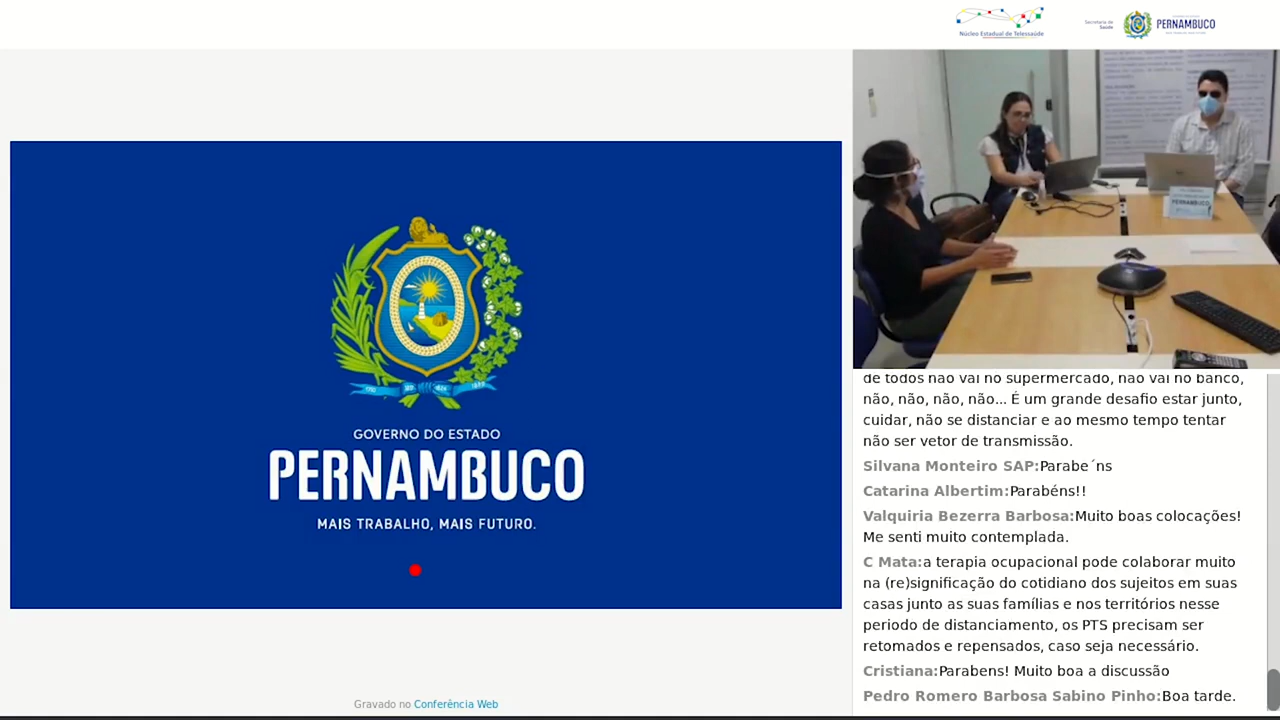 Núcleo Estadual de Telessaúde
Secretaria de
Saúde
PERNAMBUCO
PERNAMBUCO
GOVERNO DO ESTADO
PERNAMBUCO
MAIS TRABALHO, MAIS FUTURO.
Gravado no Conferência Web
de todos não vai no supermercado, não vai no banco,
não, não, não, não... É um grande desafio estar junto,
cuidar, não se distanciar e ao mesmo tempo tentar
não ser vetor de transmissão.
Silvana Monteiro SAP:Parabe´ns
Catarina Albertim:Parabéns!!
Valquiria Bezerra Barbosa:Muito boas colocações!
Me senti muito contemplada.
C Mata:a terapia ocupacional pode colaborar muito
na (re)significação do cotidiano dos sujeitos em suas
casas junto as suas famílias e nos territórios nesse
periodo de distanciamento, os PTS precisam ser
retomados e repensados, caso seja necessário.
Cristiana:Parabens! Muito boa a discussão
Pedro Romero Barbosa Sabino Pinho:Boa tarde.